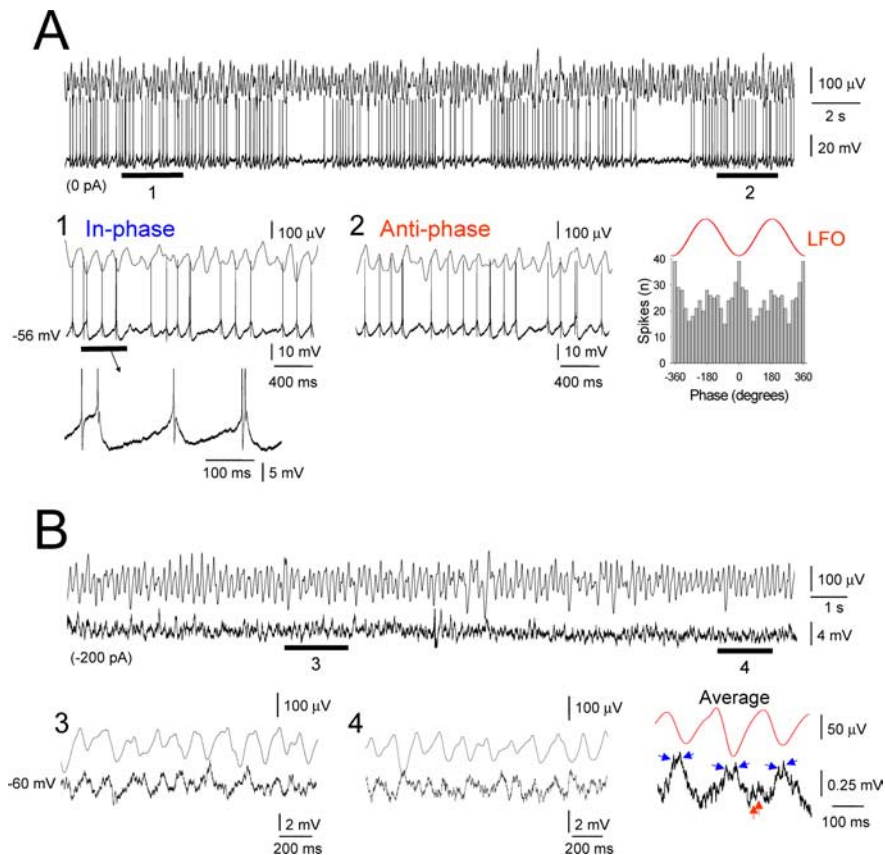 A
100 µV
2 s
20 mV
(0 pA)
1
2
1 In-phase
100 µV
2 Anti-phase
100 µV
LFO
-56 mV
10 mV
400 ms
10 mV
400 ms
40
30
20
10
0
Spikes (n)
-360 -180 0 180 360
Phase (degrees)
100 ms
5 mV
B
100 µV
1 s
4 mV
(-200 pA)
3
4
3
100 µV
4
100 µV
Average
50 µV
-60 mV
0.25 mV
100 ms
2 mV
200 ms
2 mV
200 ms